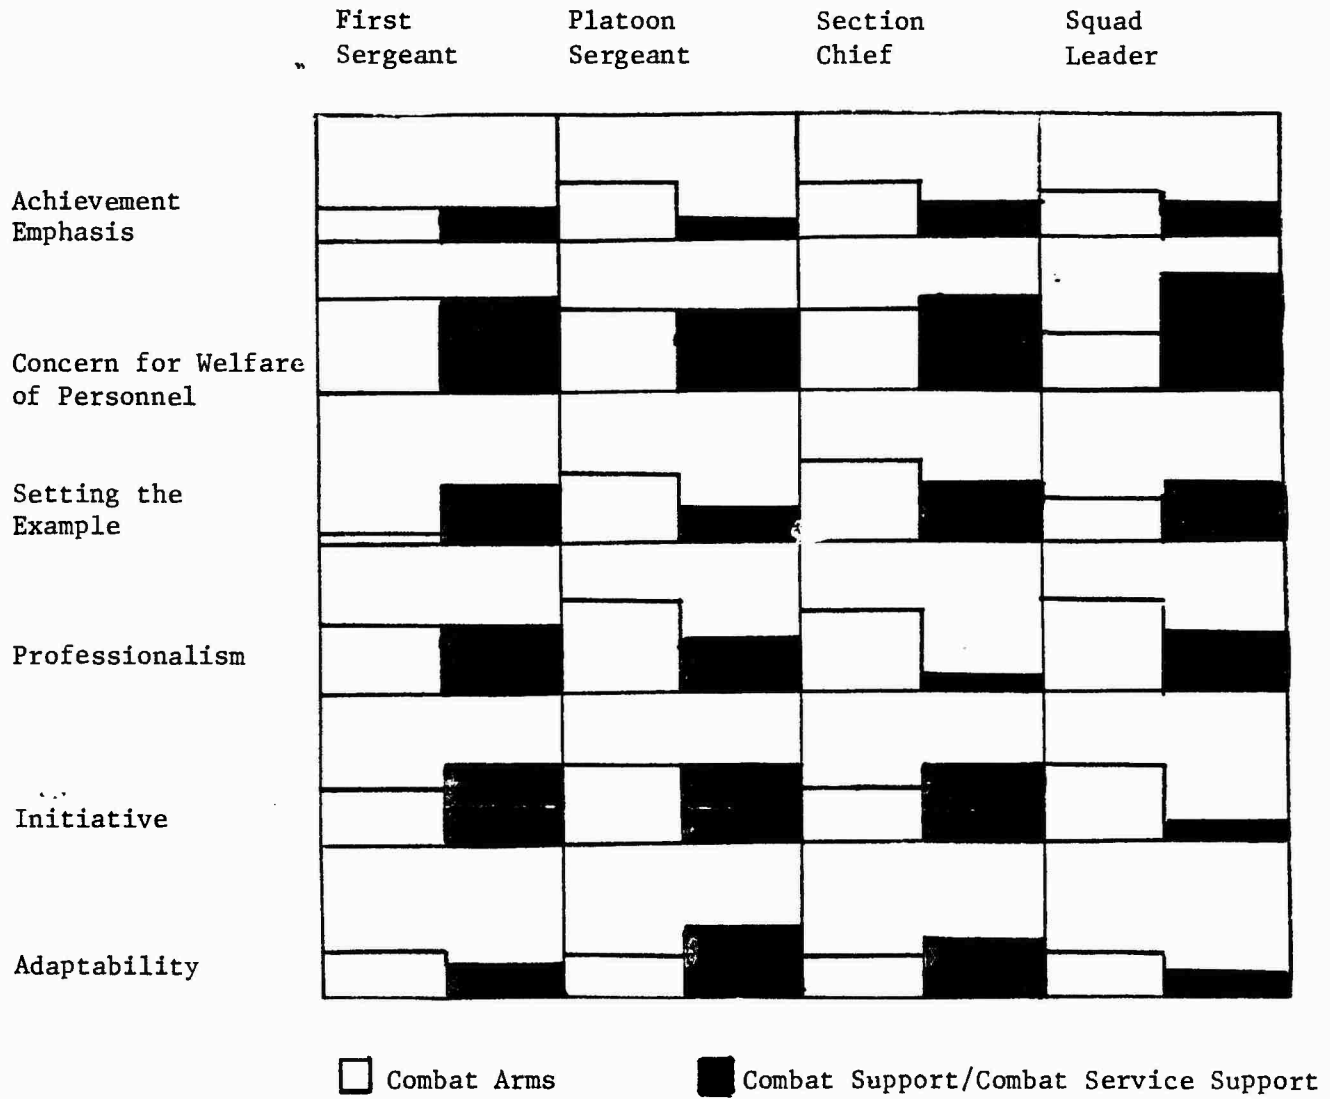 First Sergeant
Platoon Sergeant
Section Chief
Squad Leader
Achievement
Emphasis
Concern for Welfare
of Personnel
Setting the
Example
Professionalism
Initiative
Adaptability
Combat Arms
Combat Support/Combat Service Support